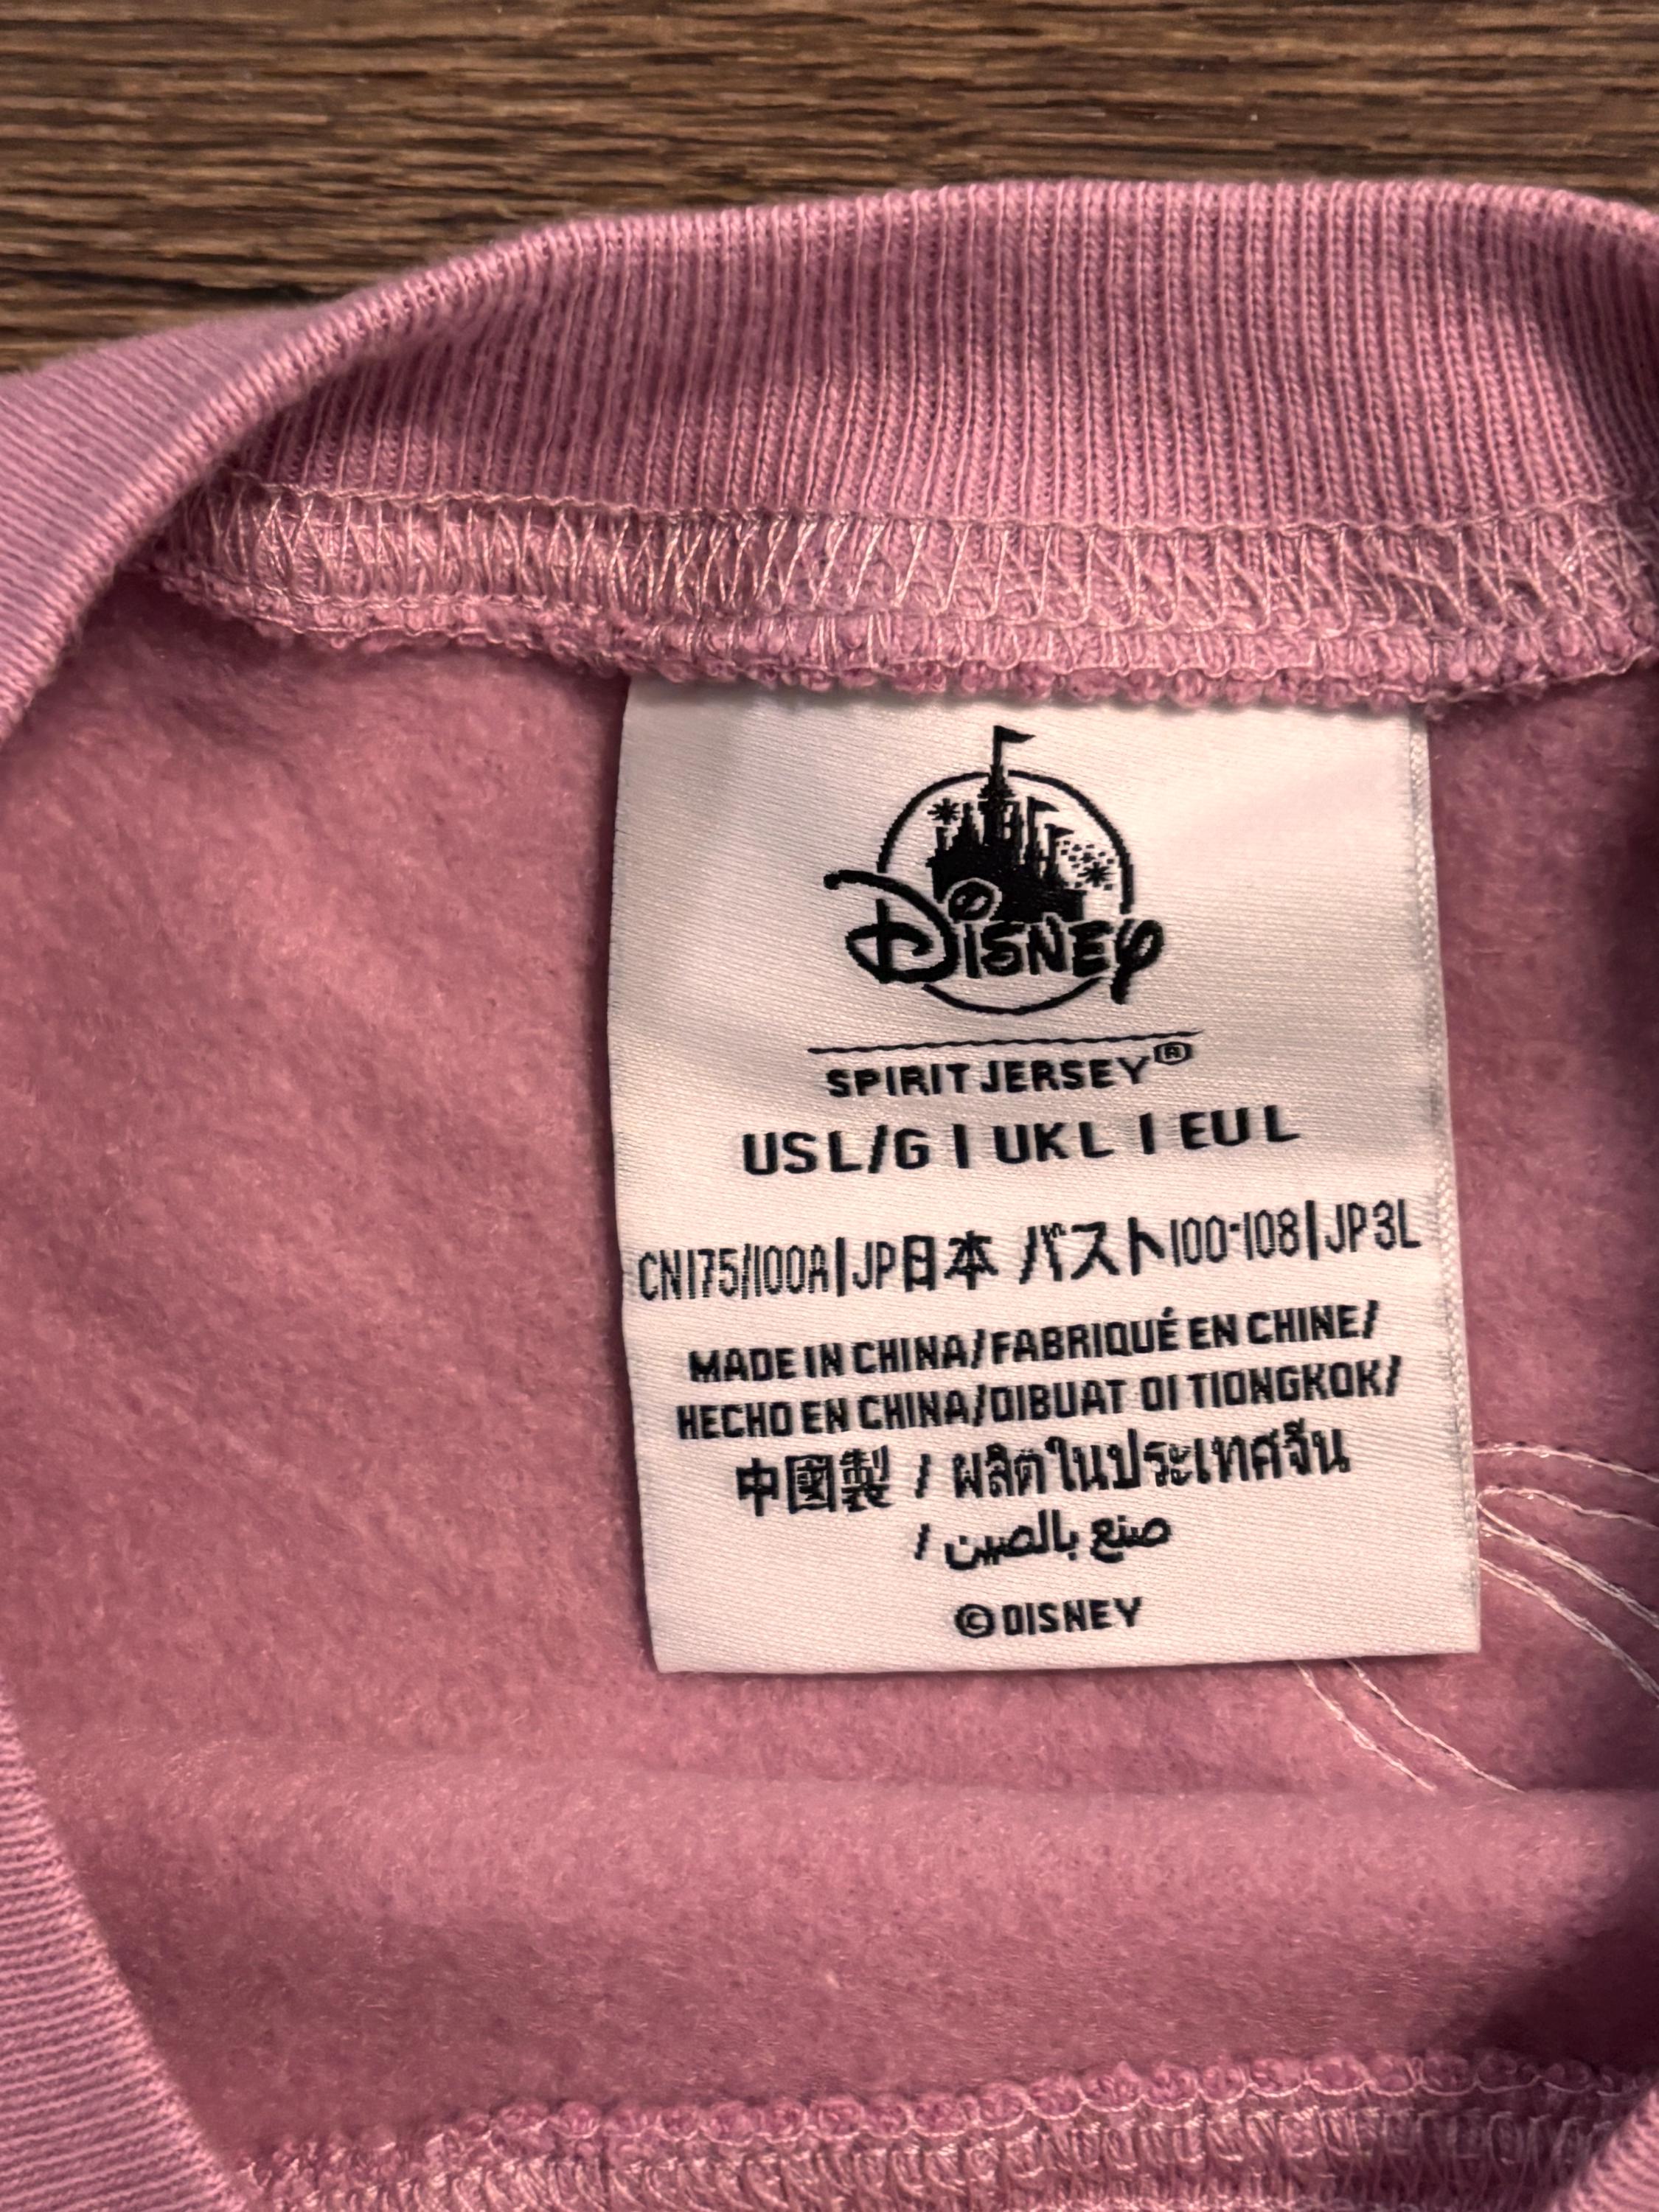 Disney
SPIRIT JERSEY®
US L/G | UK L | EU L
CN175/100A|JP日本 バスト100-108|JP3L
MADE IN CHINA/FABRIQUÉ EN CHINE/
HECHO EN CHINA/DIBUAT DI TIONGKOK/
中國製 / ผลิตในประเทศจีน
صنع بالصين /
©DISNEY